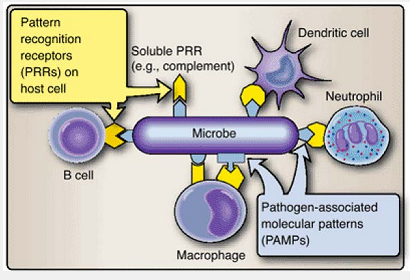 Pattern
recognition
receptors
(PRRs) on
host cell
Soluble PRR
(e.g., complement)
Dendritic cell
Neutrophil
Microbe
B cell
Macrophage
Pathogen-associated
molecular patterns
(PAMPs)